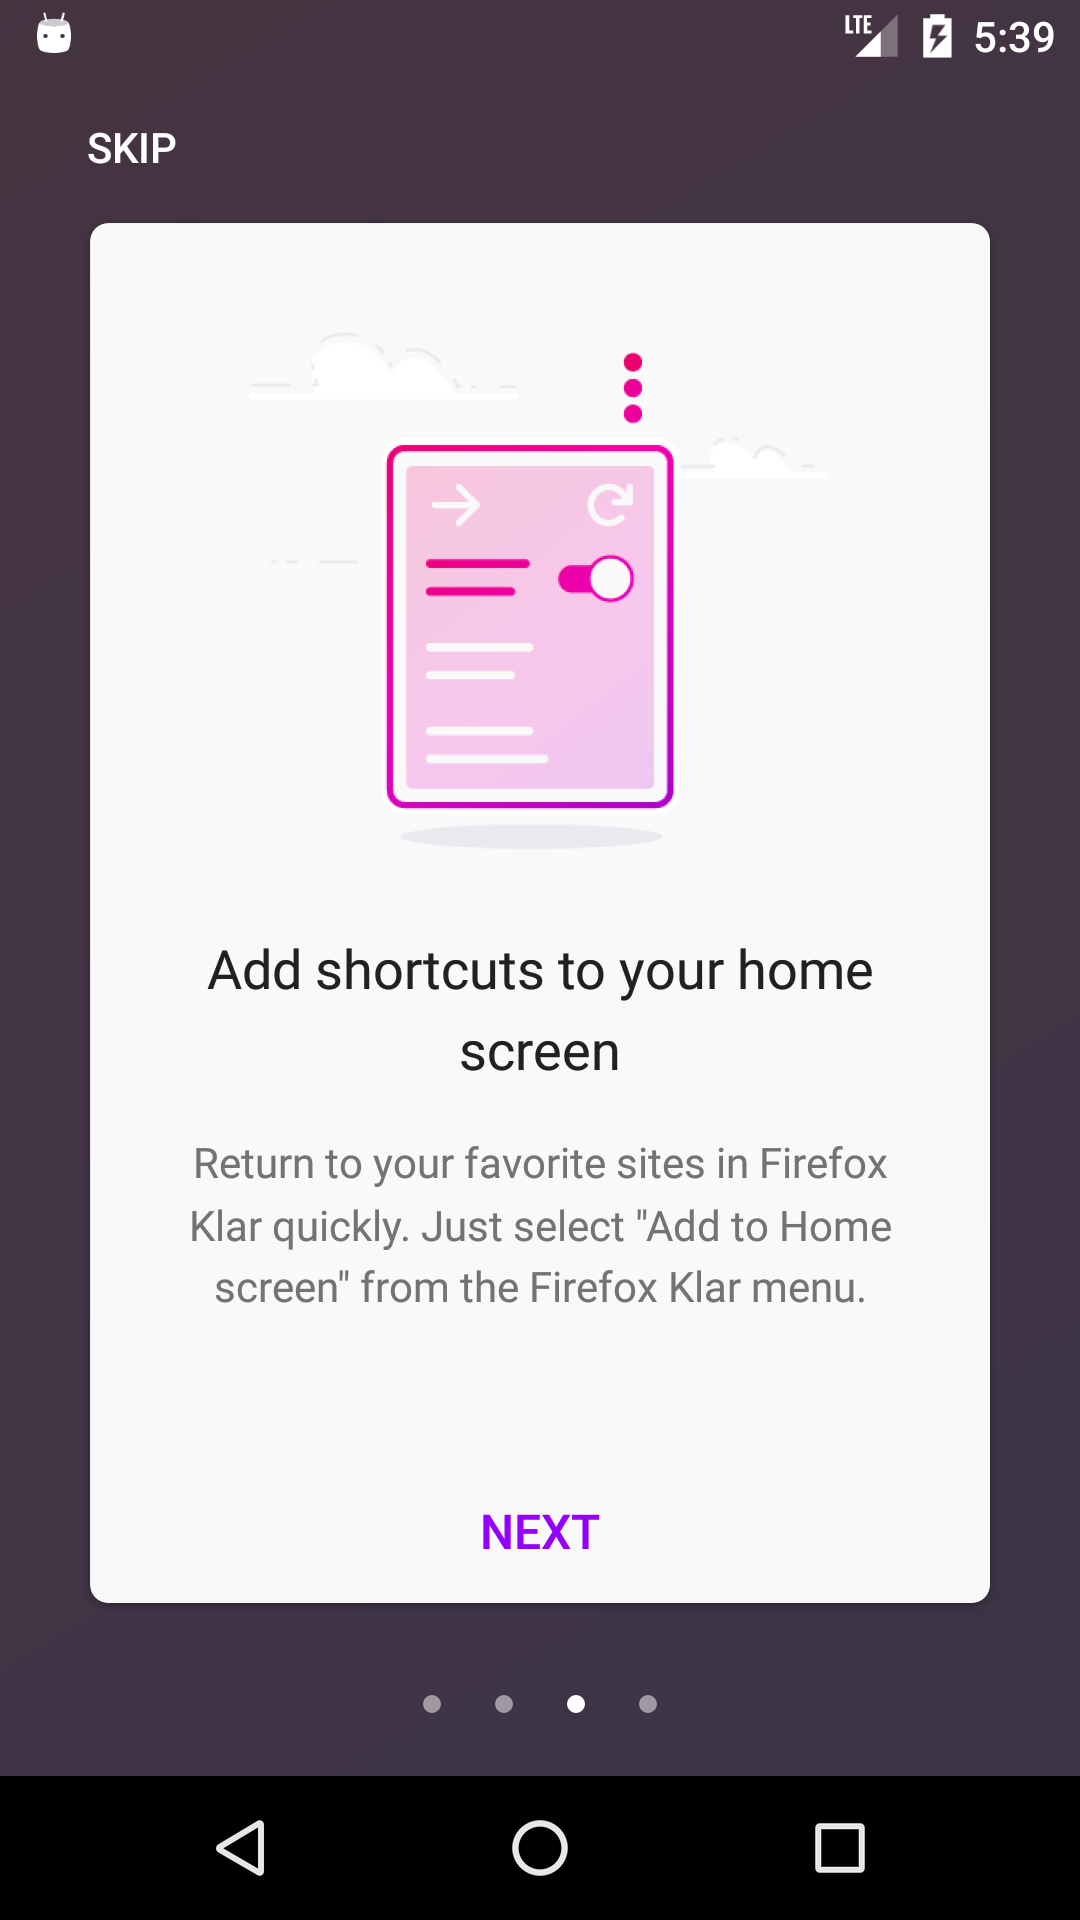 LTE 5:39
SKIP
Add shortcuts to your home
screen
Return to your favorite sites in Firefox
Klar quickly. Just select "Add to Home
screen" from the Firefox Klar menu.
NEXT